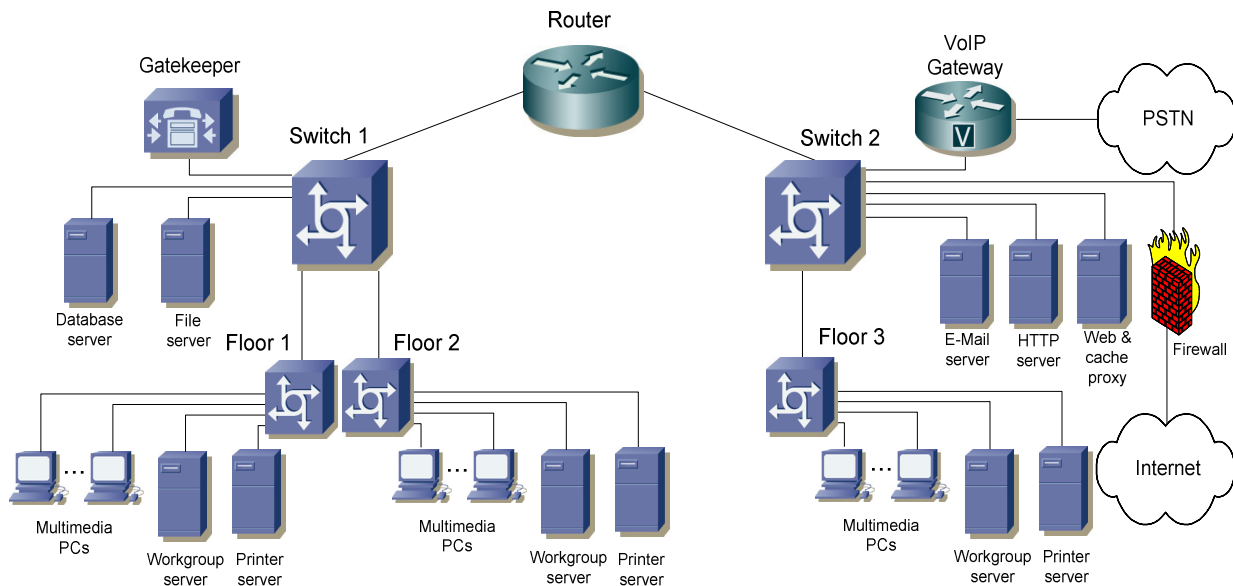 Router
Gatekeeper
VoIP
Gateway
PSTN
Switch 1
Switch 2
V
Database
server
File
server
Floor 1
Floor 2
Floor 3
E-Mail
server
HTTP
server
Web &
cache
proxy
Firewall
Internet
...
Multimedia
PCs
Workgroup
server
Printer
server
...
Multimedia
PCs
Workgroup
server
Printer
server
...
Multimedia
PCs
Workgroup
server
Printer
server